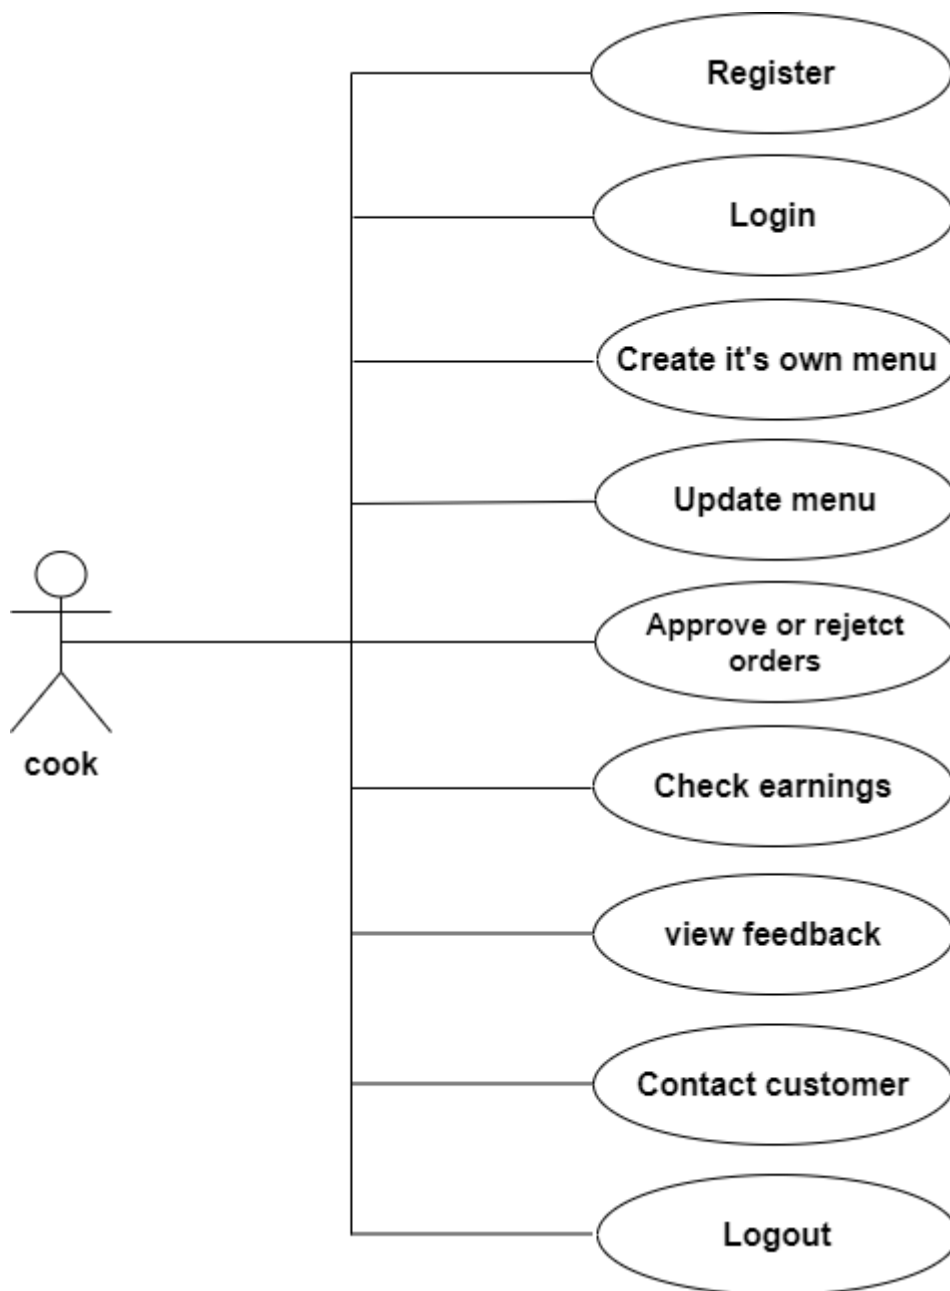 Register
Login
Create it's own menu
Update menu
Approve or rejetct
orders
cook
Check earnings
view feedback
Contact customer
Logout